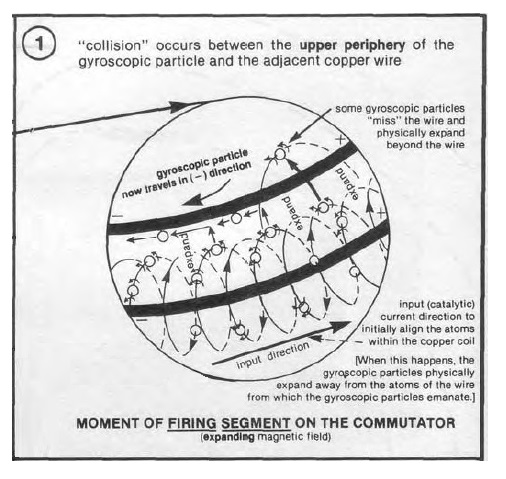 1
"collision" occurs between the upper periphery of the
gyroscopic particle and the adjacent copper wire
some gyroscopic particles
"miss" the wire and
physically expand
beyond the wire
gyroscopic particle
now travels in (-) direction
expand
expand
expand
input (catalytic)
current direction to
initially align the atoms
within the copper coil
input direction
[When this happens, the
gyroscopic particles physically
expand away from the atoms of the wire
from which the gyroscopic particles emanate.]
MOMENT OF FIRING SEGMENT ON THE COMMUTATOR
(expanding magnetic field)